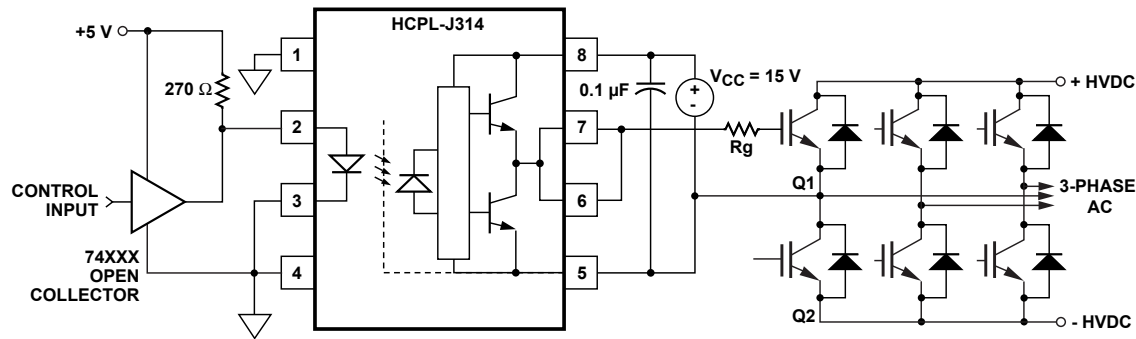 HCPL-J314
+5 V
270 Ω
1
2
3
4
8
7
6
5
0.1 µF
+
-
VCC = 15 V
Rg
+ HVDC
Q1
3-PHASE
AC
Q2
- HVDC
CONTROL
INPUT
74XXX
OPEN
COLLECTOR